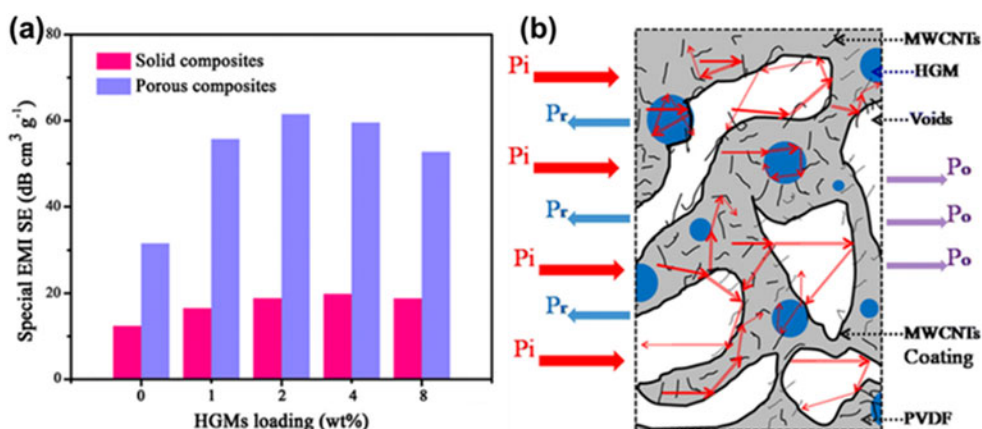 (a)
80
60
40
20
0
Special EMI SE (dB cm³ g⁻¹)
Solid composites
Porous composites
0 1 2 4 8
HGMs loading (wt%)
(b)
Pi
Pr
Pi
Pr
Pi
Pr
Pi
MWCNTs
HGM
Voids
Po
Po
Po
MWCNTs
Coating
PVDF